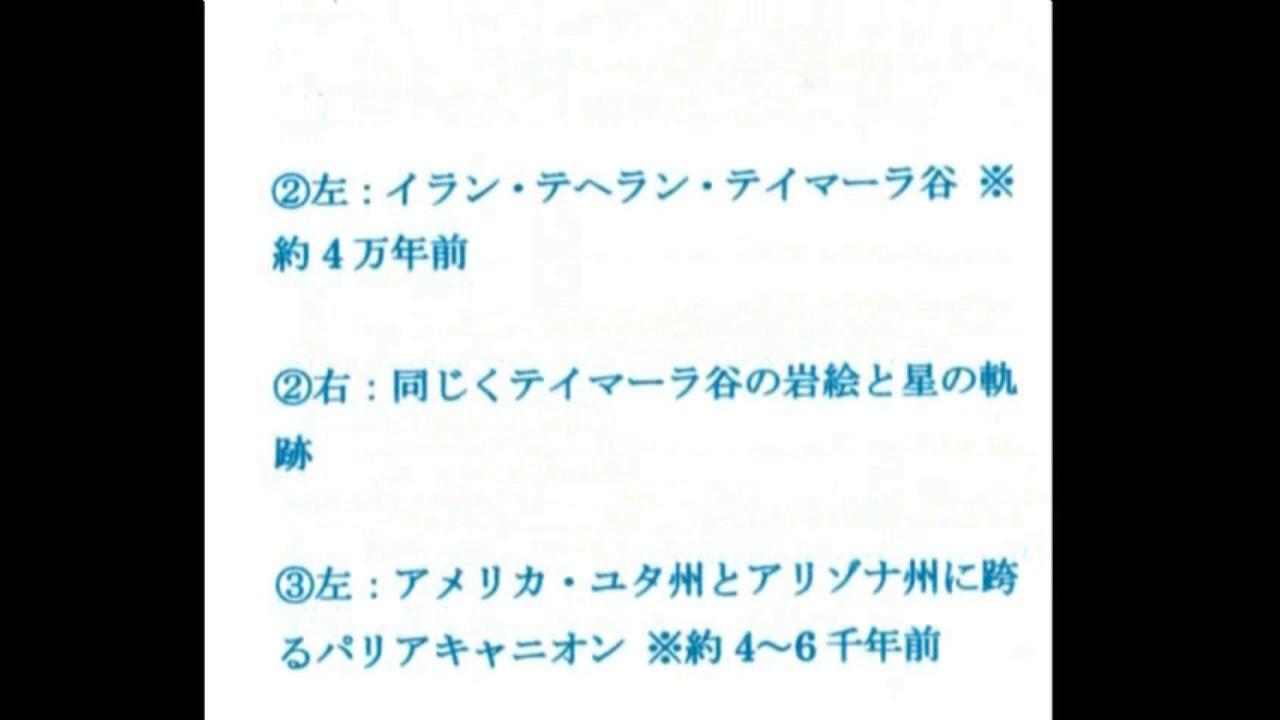 ②左：イラン・テヘラン・テイマーラ谷 ※
約4万年前
②右：同じくテイマーラ谷の岩絵と星の軌
跡
③左：アメリカ・ユタ州とアリゾナ州に跨
るパリアキャニオン ※約4～6千年前